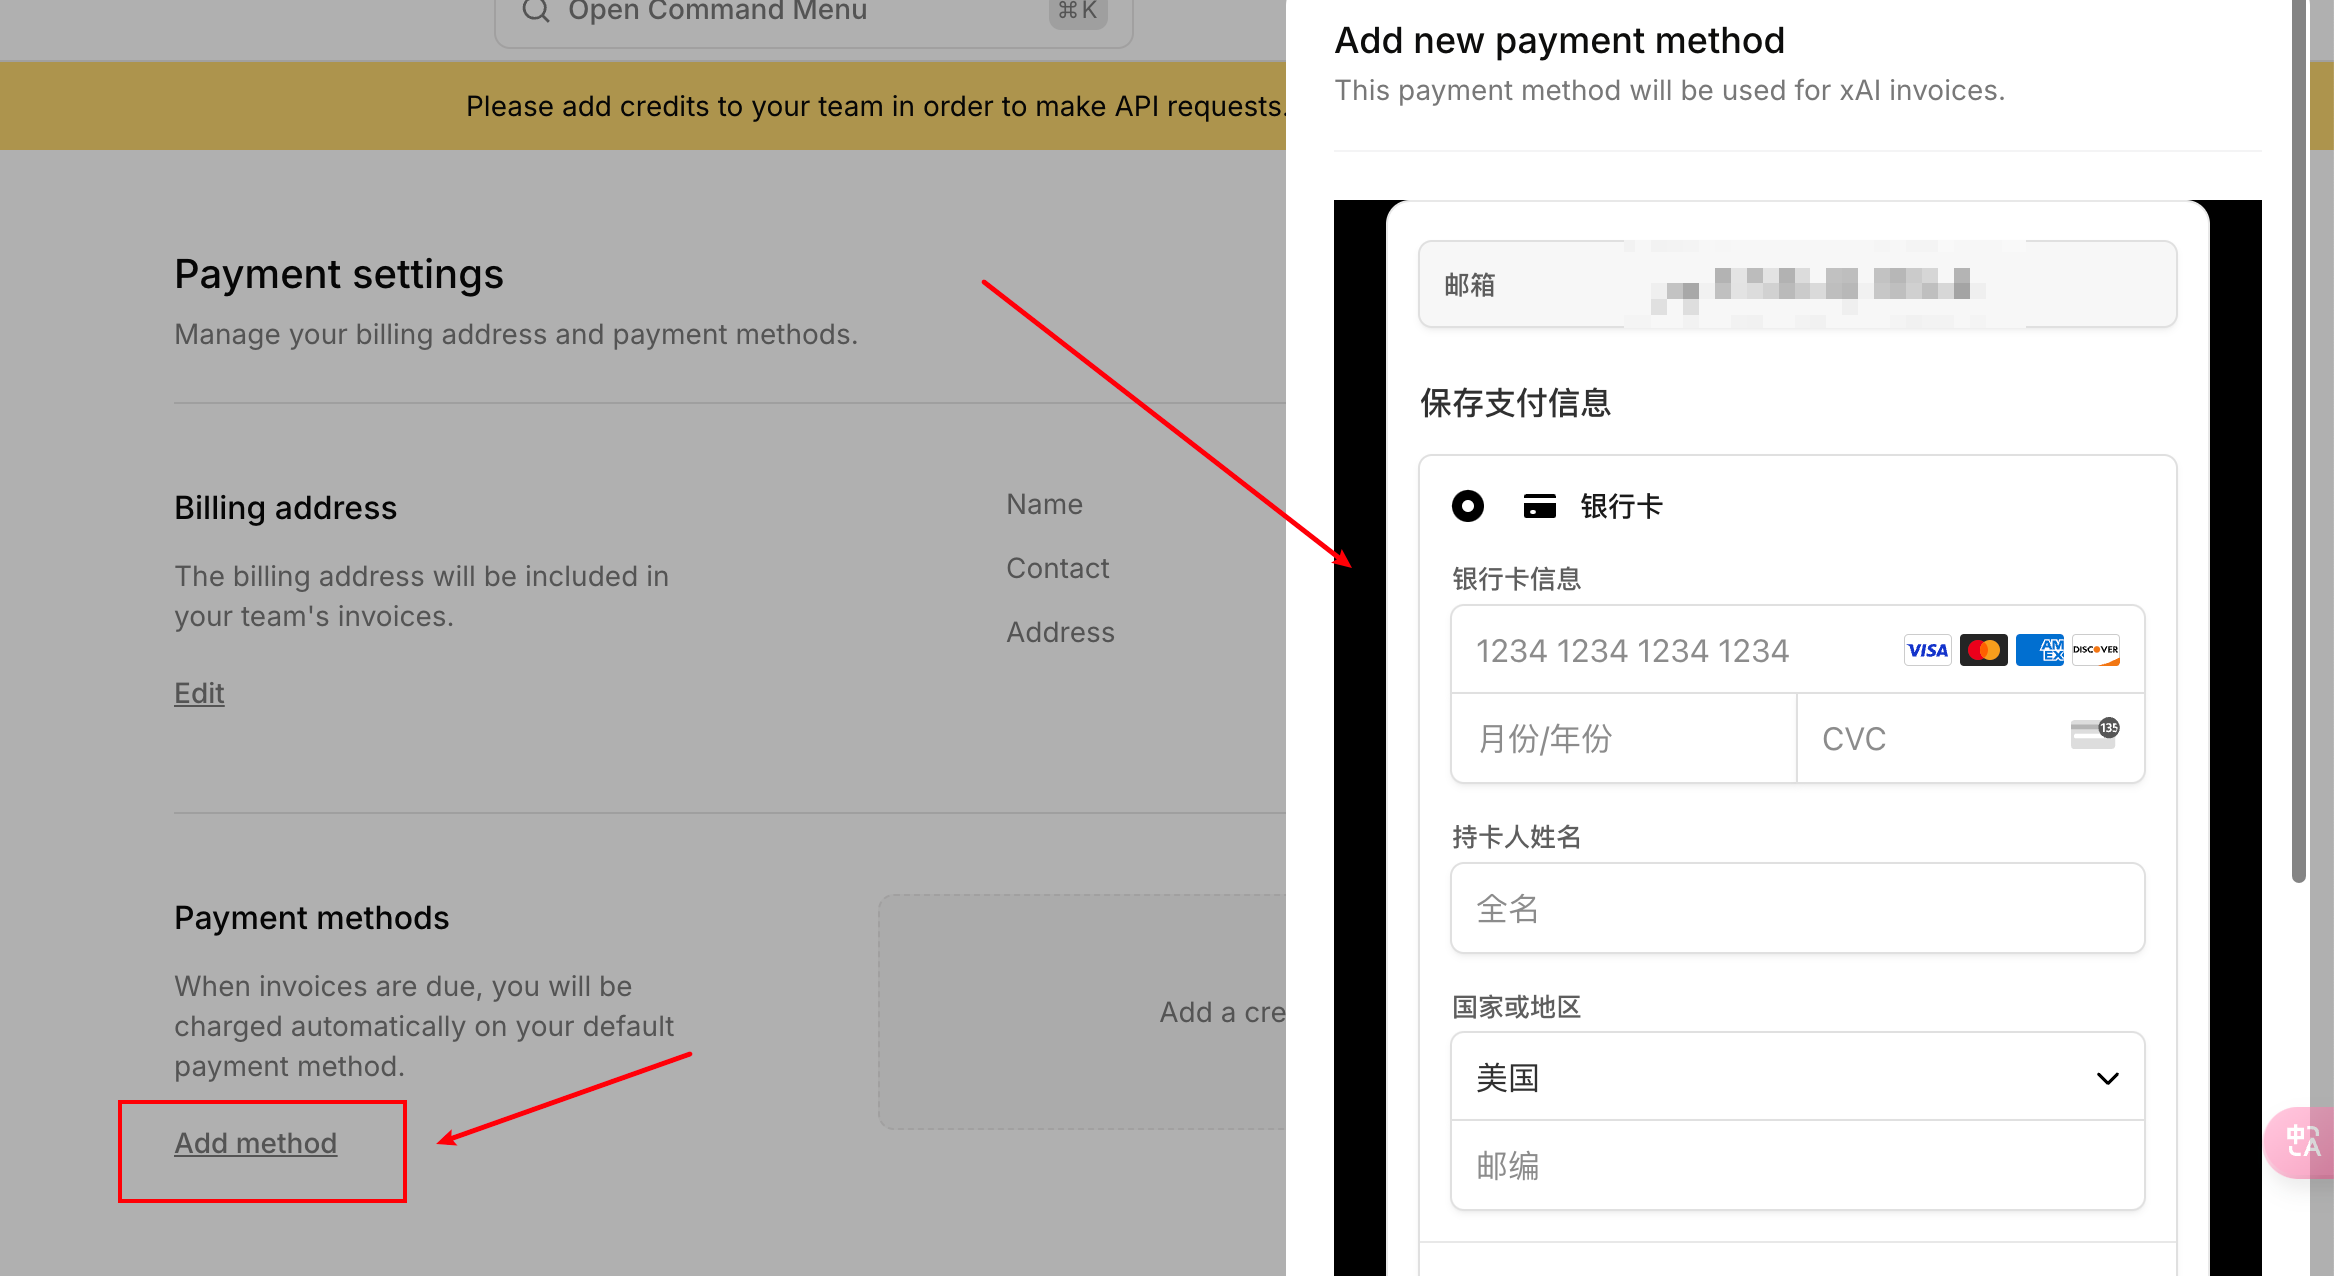 Open Command Menu
⌘K
Please add credits to your team in order to make API requests.
Payment settings
Manage your billing address and payment methods.
Billing address
The billing address will be included in
your team's invoices.
Edit
Name
Contact
Address
Payment methods
When invoices are due, you will be
charged automatically on your default
payment method.
Add method
Add a cre
Add new payment method
This payment method will be used for xAI invoices.
邮箱
保存支付信息
银行卡
银行卡信息
1234 1234 1234 1234
VISA
AM
EX
DISCOVER
月份/年份
CVC
135
持卡人姓名
全名
国家或地区
美国
邮编
中A